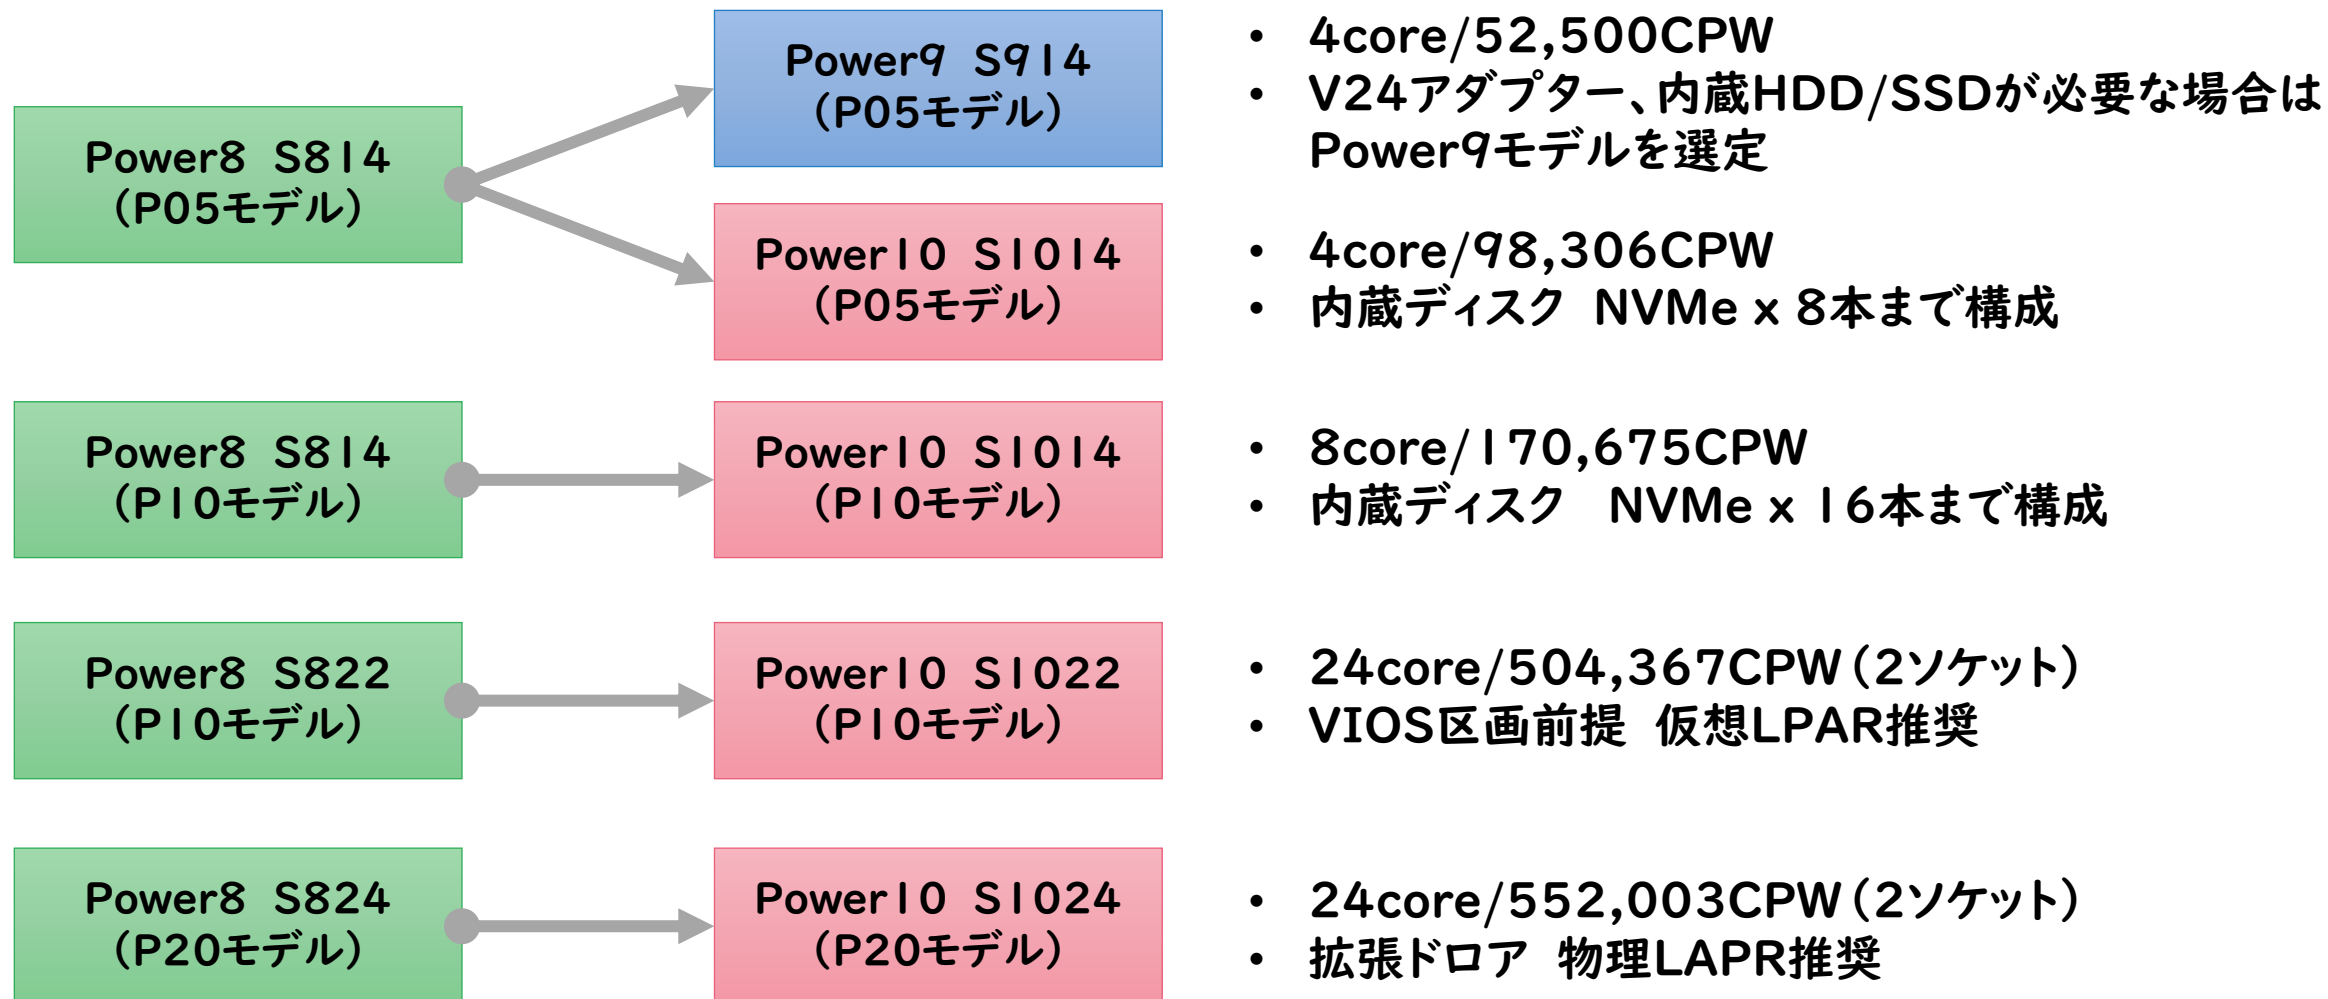 Power8 S814
(P05モデル)
Power9 S914
(P05モデル)
• 4core/52,500CPW
• V24アダプター、内蔵HDD/SSDが必要な場合は
Power9モデルを選定
Power10 S1014
(P05モデル)
• 4core/98,306CPW
• 内蔵ディスク NVMe x 8本まで構成
Power8 S814
(P10モデル)
Power10 S1014
(P10モデル)
• 8core/170,675CPW
• 内蔵ディスク NVMe x 16本まで構成
Power8 S822
(P10モデル)
Power10 S1022
(P10モデル)
• 24core/504,367CPW(2ソケット)
• VIOS区画前提 仮想LPAR推奨
Power8 S824
(P20モデル)
Power10 S1024
(P20モデル)
• 24core/552,003CPW(2ソケット)
• 拡張ドロア 物理LAPR推奨